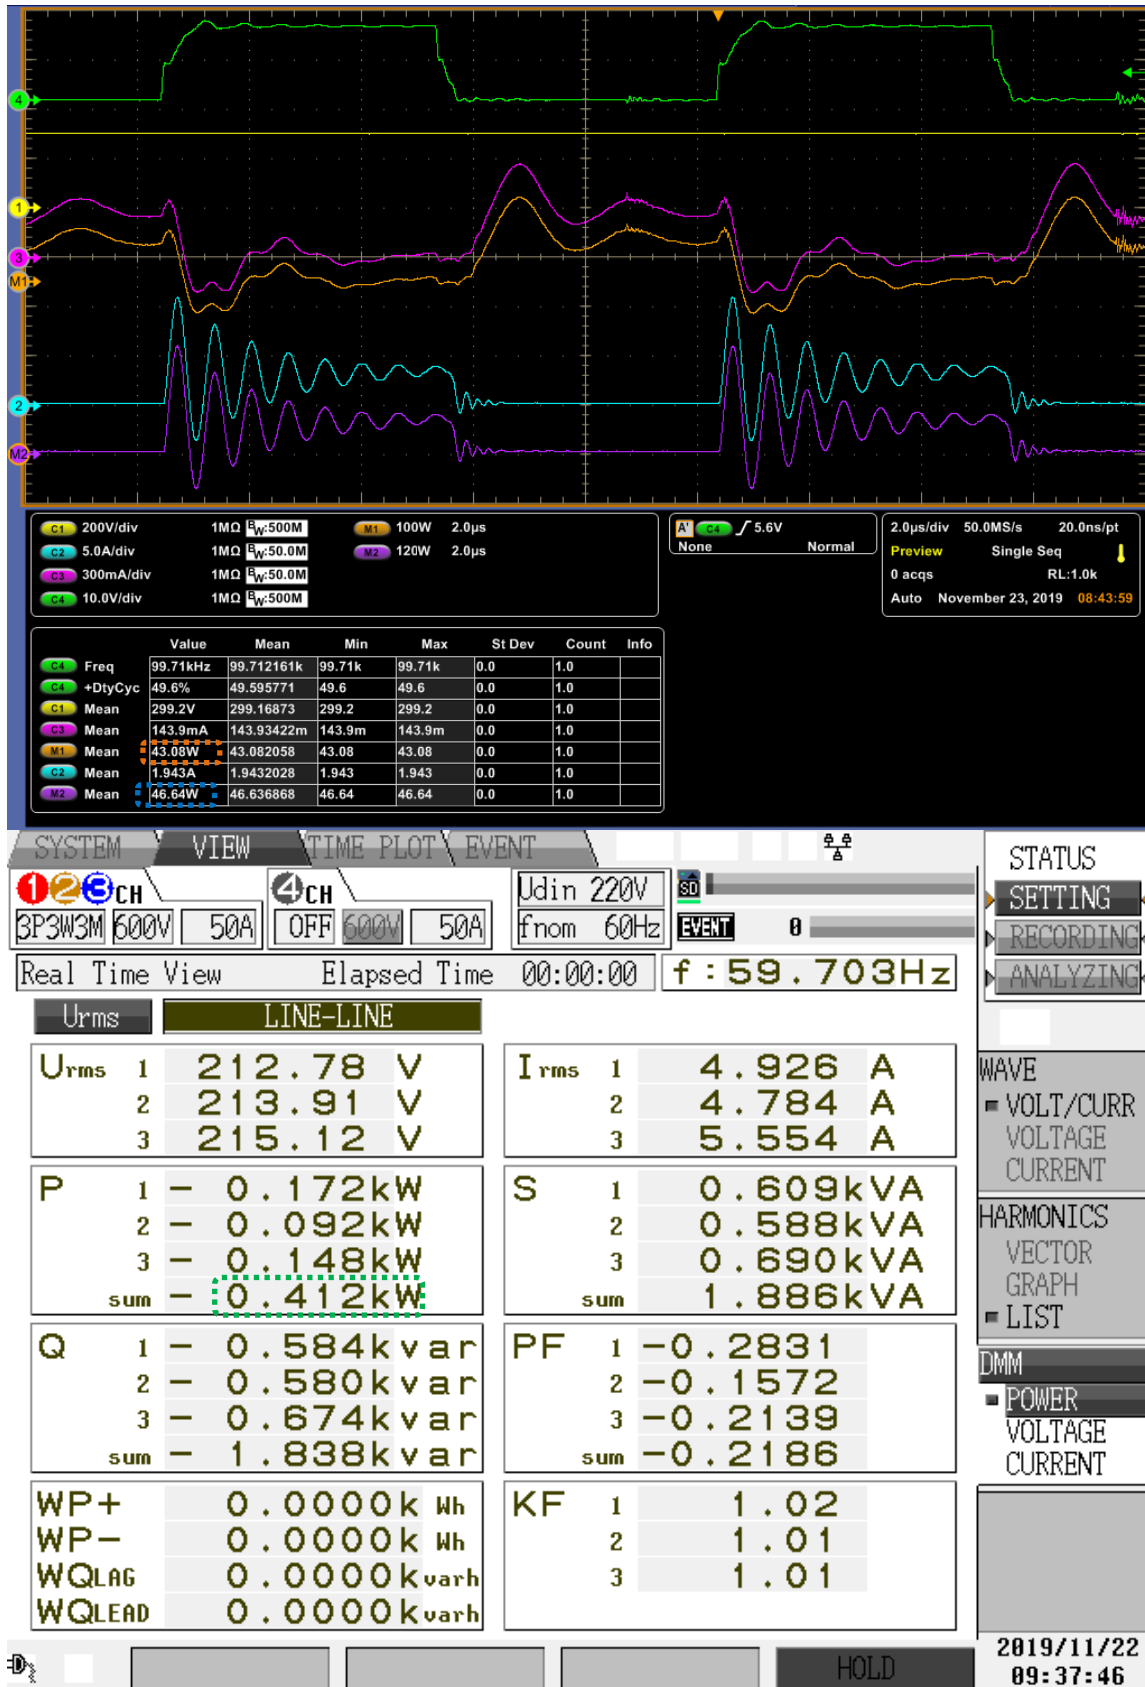 4
1
3
M1
2
M2
C1 200V/div 1MΩ BW:500M M1 100W 2.0µs
C2 5.0A/div 1MΩ BW:50.0M M2 120W 2.0µs
C3 300mA/div 1MΩ BW:50.0M
C4 10.0V/div 1MΩ BW:500M
A' C4 5.6V
None Normal
2.0µs/div 50.0MS/s 20.0ns/pt
Preview Single Seq
0 acqs RL:1.0k
Auto November 23, 2019 08:43:59
Value Mean Min Max St Dev Count Info
C4 Freq 99.71kHz 99.712161k 99.71k 99.71k 0.0 1.0
C4 +DtyCyc 49.6% 49.595771 49.6 49.6 0.0 1.0
C1 Mean 299.2V 299.16873 299.2 299.2 0.0 1.0
C3 Mean 143.9mA 143.93422m 143.9m 143.9m 0.0 1.0
M1 Mean 43.08W 43.082058 43.08 43.08 0.0 1.0
C2 Mean 1.943A 1.9432028 1.943 1.943 0.0 1.0
M2 Mean 46.64W 46.636868 46.64 46.64 0.0 1.0
SYSTEM VIEW TIME PLOT EVENT
STATUS
1 2 3 CH 4 CH Udin 220V SD
SETTING
3P3W3M 600V 50A OFF 600V 50A fnom 60Hz EVENT 0
RECORDING
Real Time View Elapsed Time 00:00:00 f:59.703Hz
ANALYZING
Urms LINE-LINE
Urms 1 212.78 V
2 213.91 V
3 215.12 V
Irms 1 4.926 A
2 4.784 A
3 5.554 A
P 1 - 0.172kW
2 - 0.092kW
3 - 0.148kW
sum - 0.412kW
S 1 0.609kVA
2 0.588kVA
3 0.690kVA
sum 1.886kVA
Q 1 - 0.584kvar
2 - 0.580kvar
3 - 0.674kvar
sum - 1.838kvar
PF 1 -0.2831
2 -0.1572
3 -0.2139
sum -0.2186
WP+ 0.0000k Wh
WP- 0.0000k Wh
WQLAG 0.0000kvarh
WQLEAD 0.0000kvarh
KF 1 1.02
2 1.01
3 1.01
WAVE
VOLT/CURR
VOLTAGE
CURRENT
HARMONICS
VECTOR
GRAPH
LIST
DMM
POWER
VOLTAGE
CURRENT
HOLD
2019/11/22
09:37:46